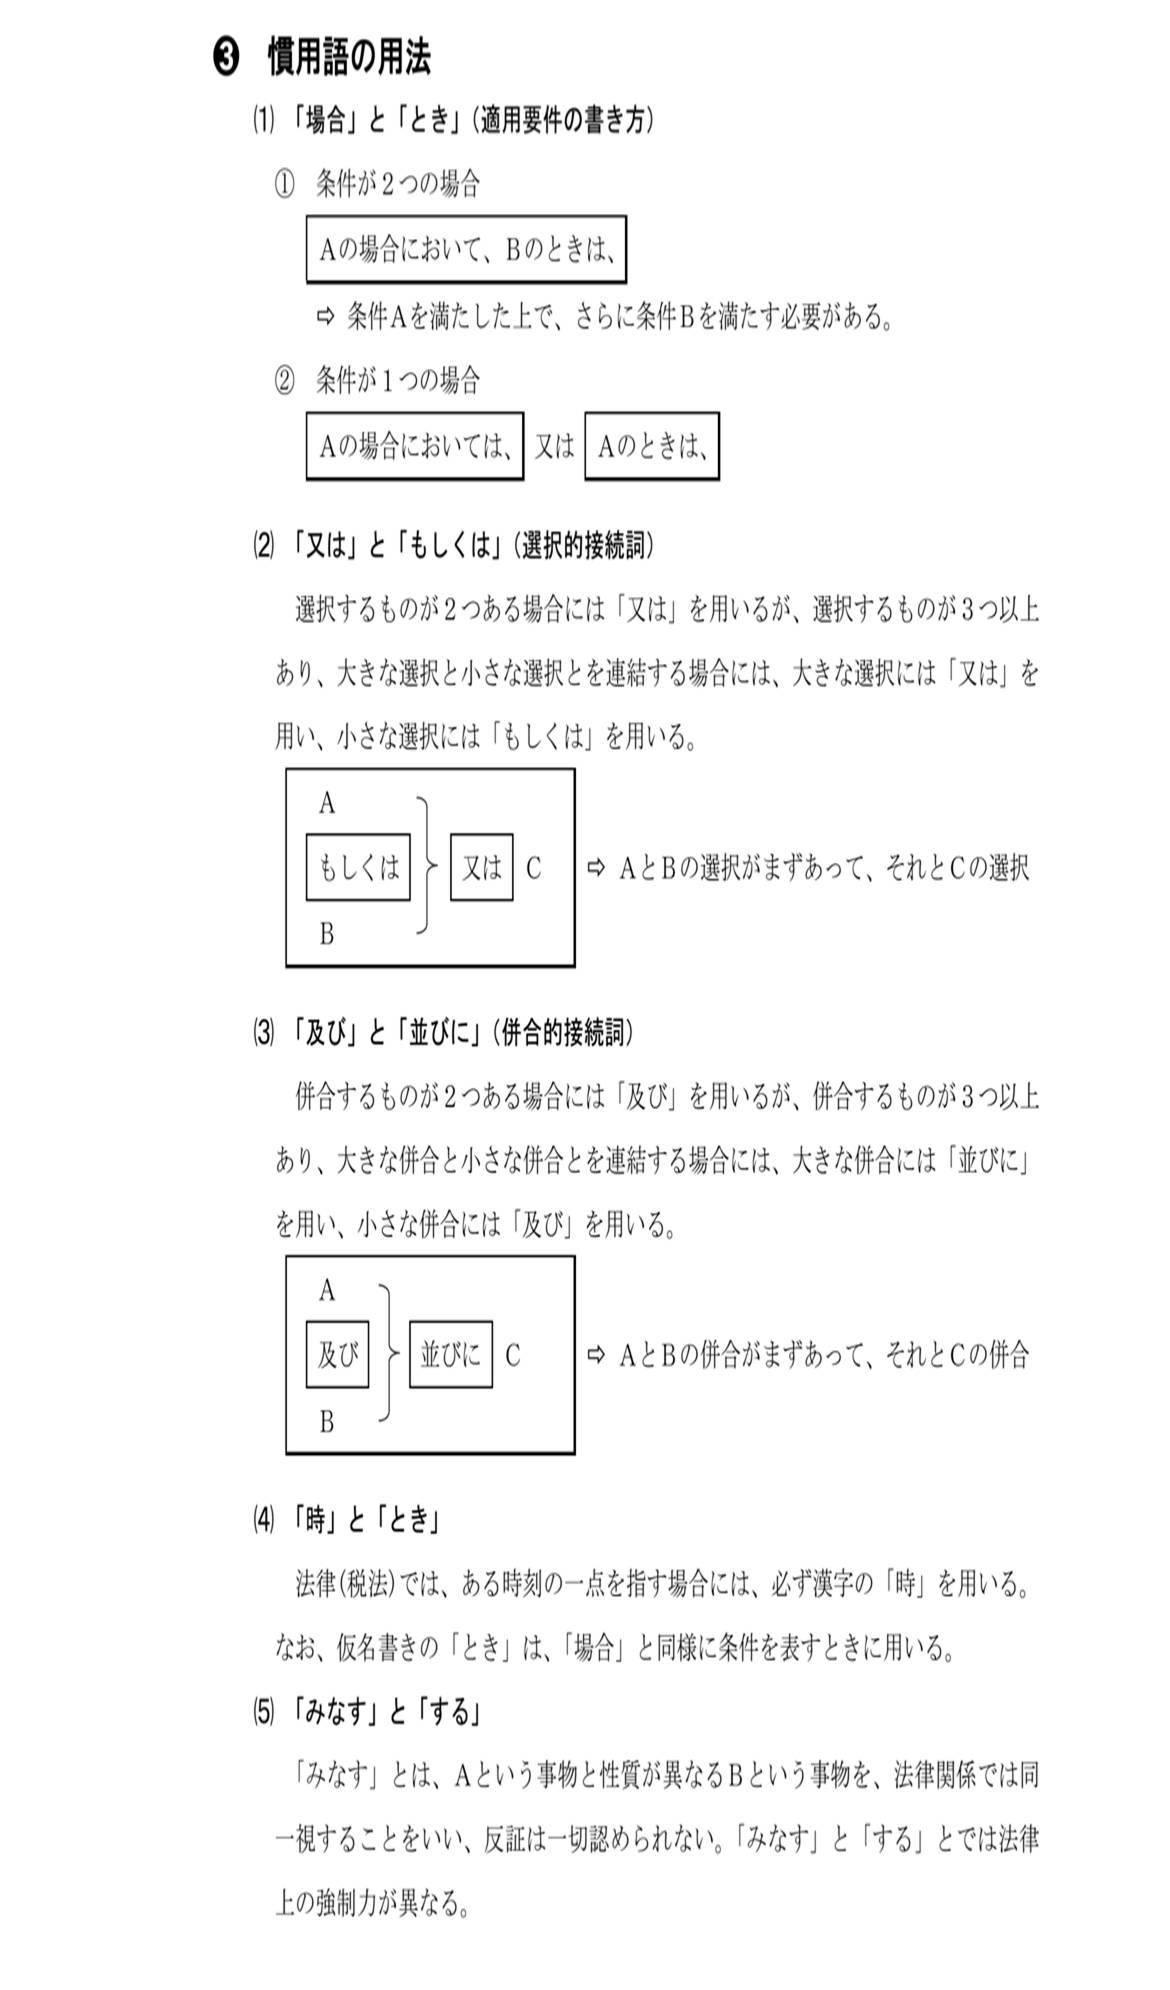 ❸　慣用語の用法
⑴ 「場合」と「とき」(適用要件の書き方)
①　条件が２つの場合
Ａの場合において、Ｂのときは、
⇨ 条件Ａを満たした上で、さらに条件Ｂを満たす必要がある。
②　条件が１つの場合
Ａの場合においては、 又は Ａのときは、
⑵ 「又は」と「もしくは」(選択的接続詞)
選択するものが２つある場合には「又は」を用いるが、選択するものが３つ以上
あり、大きな選択と小さな選択とを連結する場合には、大きな選択には「又は」を
用い、小さな選択には「もしくは」を用いる。
Ａ
もしくは 又は Ｃ ⇨ ＡとＢの選択がまずあって、それとＣの選択
Ｂ
⑶ 「及び」と「並びに」(併合的接続詞)
併合するものが２つある場合には「及び」を用いるが、併合するものが３つ以上
あり、大きな併合と小さな併合とを連結する場合には、大きな併合には「並びに」
を用い、小さな併合には「及び」を用いる。
Ａ
及び 並びに Ｃ ⇨ ＡとＢの併合がまずあって、それとＣの併合
Ｂ
⑷ 「時」と「とき」
法律(税法)では、ある時刻の一点を指す場合には、必ず漢字の「時」を用いる。
なお、仮名書きの「とき」は、「場合」と同様に条件を表すときに用いる。
⑸ 「みなす」と「する」
「みなす」とは、Ａという事物と性質が異なるＢという事物を、法律関係では同
一視することをいい、反証は一切認められない。「みなす」と「する」とでは法律
上の強制力が異なる。